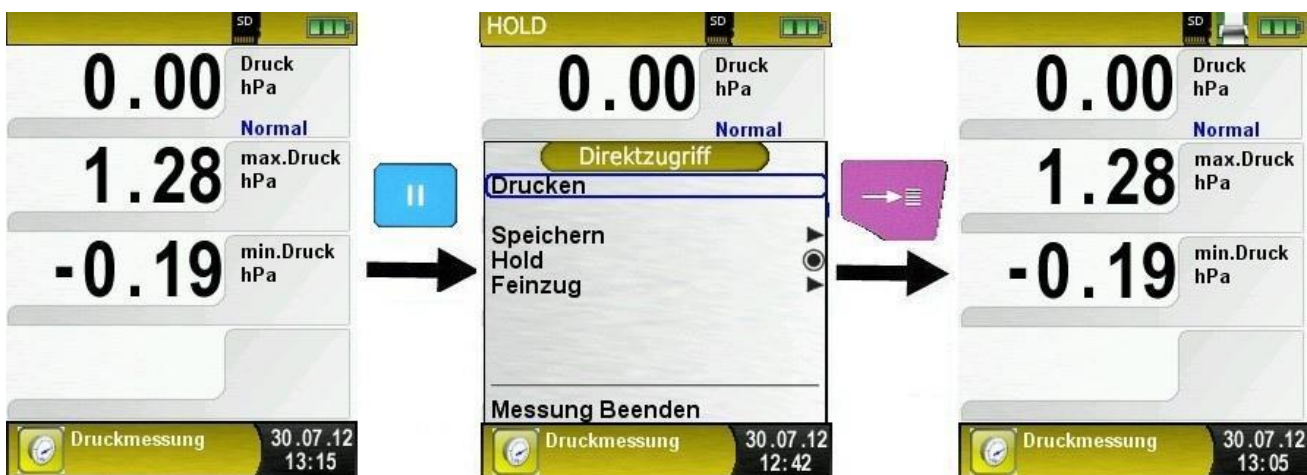 SD
0.00
Druck
hPa
Normal
1.28
max.Druck
hPa
-0.19
min.Druck
hPa
Druckmessung
30.07.12
13:15
HOLD
SD
0.00
Druck
hPa
Normal
Direktzugriff
Drucken
Speichern
Hold
Feinzug
Messung Beenden
Druckmessung
30.07.12
12:42
SD
0.00
Druck
hPa
Normal
1.28
max.Druck
hPa
-0.19
min.Druck
hPa
Druckmessung
30.07.12
13:05